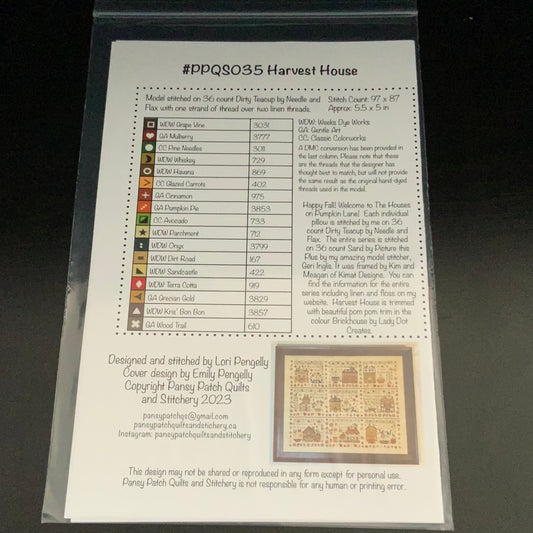 #PPQS035 Harvest House
Model stitched on 36 count Dirty Teacup by Needle and
Flax with one strand of thread over two linen threads.
Stitch Count: 97 x 87
Approx: 5.5 x 5 in
WDW Grape Vine 3031
GA Mulberry 3777
CC Pine Needles 301
WDW Whiskey 729
WDW Havana 869
CC Glazed Carrots 402
GA Cinnamon 975
GA Pumpkin Pie 3853
CC Avocado 733
WDW Parchment 712
WDW Onyx 3799
WDW Dirt Road 167
WDW Sandcastle 422
WDW Terra Cotta 919
GA Grecian Gold 3829
WDW Kris' Bon Bon 3857
GA Wood Trail 610
WDW: Weeks Dye Works
GA: Gentle Art
CC: Classic Colorworks
A DMC conversion has been provided in
the last column. Please note that these
are the threads that the designer has
thought best to match, but will not provide
the same result as the original hand-dyed
threads used in the model.
Happy Fall! Welcome to The Houses
on Pumpkin Lane! Each individual
pillow is stitched by me on 36
count Dirty Teacup by Needle and
Flax. The entire series is stitched
on 36 count Sand by Picture this
Plus by my amazing model stitcher,
Geri Ingle. It was framed by Kim and
Meagan of Kimat Designs. You can
find the information for the entire
series including linen and floss on my
website. Harvest House is trimmed
with beautiful pom pom trim in the
colour Brickhouse by Lady Dot
Creates.
Designed and stitched by Lori Pengelly
Cover design by Emily Pengelly
Copyright Pansy Patch Quilts
and Stitchery 2023
pansypatchqs@gmail.com
pansypatchquiltsandstitchery.ca
Instagram: pansypatchquiltsandstitchery
This design may not be shared or reproduced in any form except for personal use.
Pansy Patch Quilts and Stitchery is not responsible for any human or printing error.